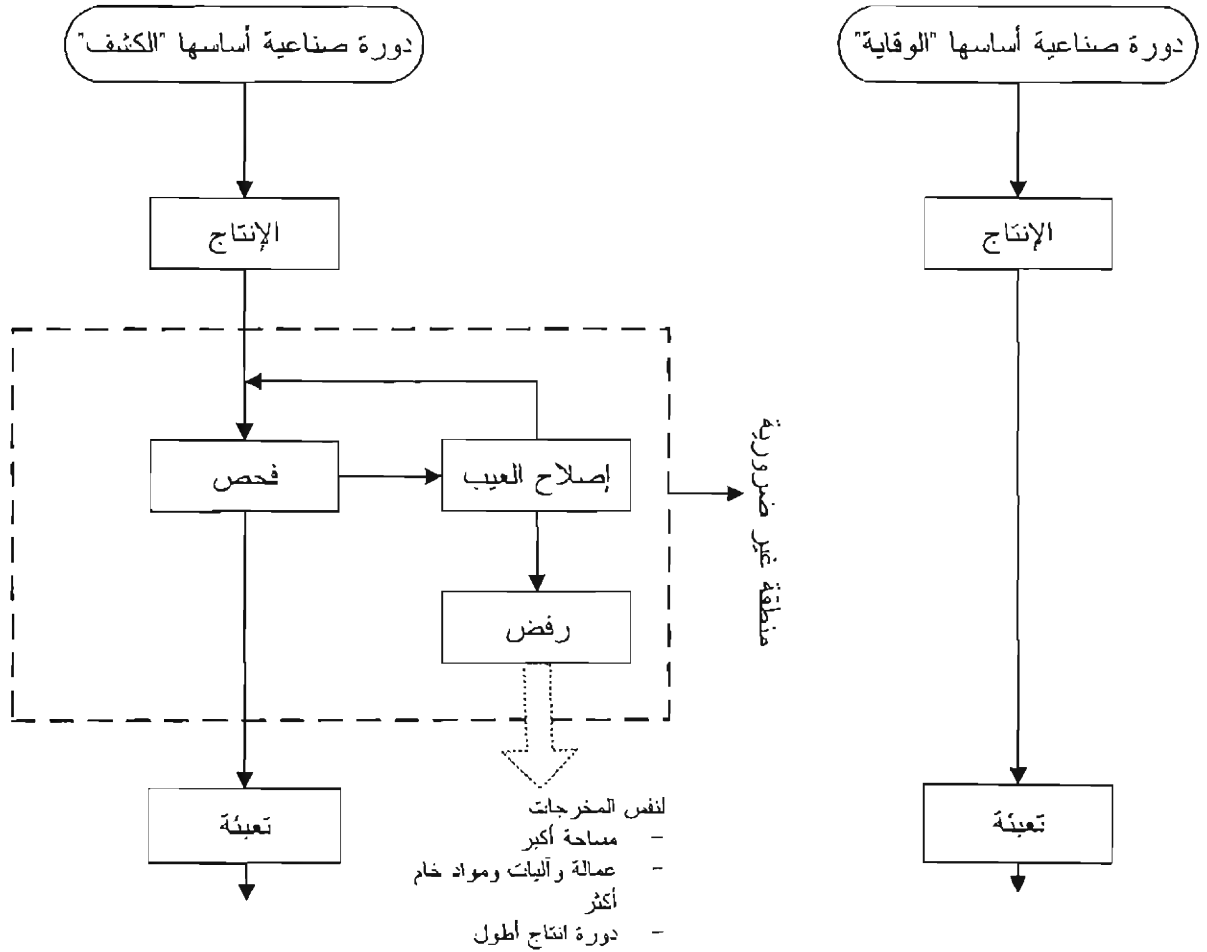 دورة صناعية أساسها "الوقاية"
الإنتاج
تعبئة
دورة صناعية أساسها "الكشف"
الإنتاج
فحص
إصلاح العيب
رفض
منطقة غير ضرورية
تعبئة
لنفس المخرجات
- مساحة أكبر
- عمالة وآليات ومواد خام
أكثر
- دورة انتاج أطول